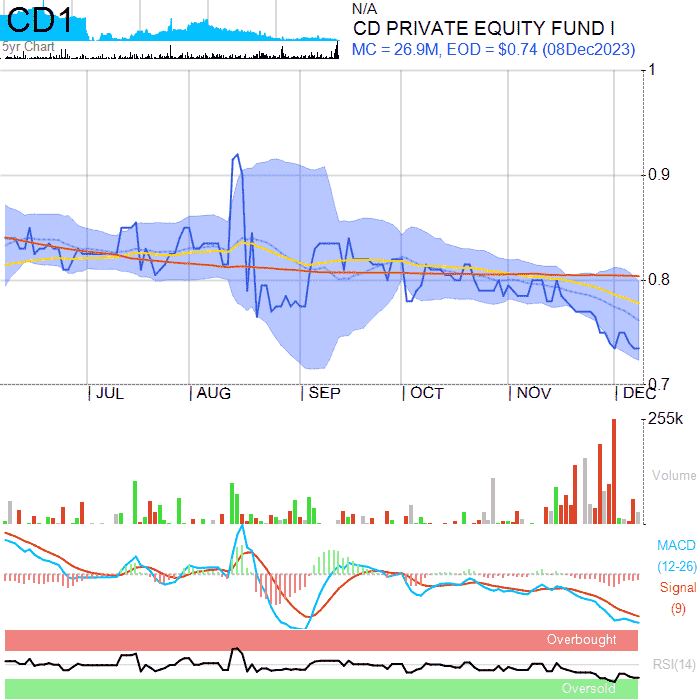 CD1
5yr Chart
N/A
CD PRIVATE EQUITY FUND I
MC = 26.9M, EOD = $0.74 (08Dec2023)
1
0.9
0.8
0.7
JUL AUG SEP OCT NOV DEC
255k
Volume
MACD
(12-26)
Signal
(9)
Overbought
RSI(14)
Oversold